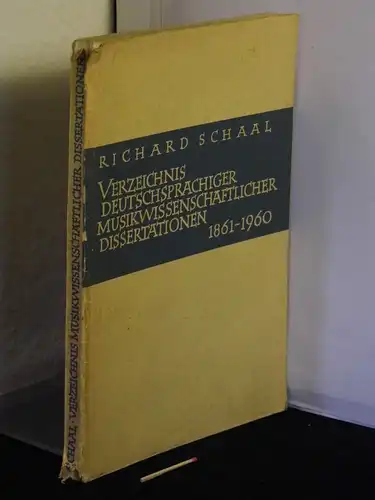 RICHARD SCHAAL
VERZEICHNIS
DEUTSCHSPRACHIGER
MUSIKWISSENSCHAFTLICHER
DISSERTATIONEN 1861-1960
SCHAAL · VERZEICHNIS MUSIKWISSENSCHAFTLICHER DISSERTATIONEN